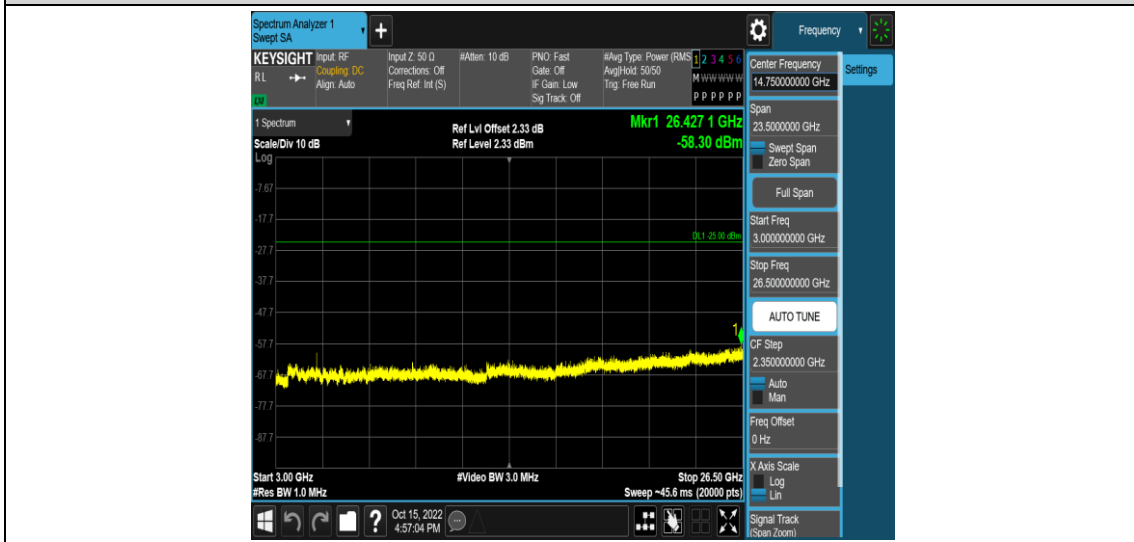 Spectrum Analyzer 1
Swept SA
+
Frequency
KEYSIGHT
RL
LXI
Input: RF
Coupling: DC
Align: Auto
Input Z: 50 Ω
Corrections: Off
Freq Ref: Int (S)
#Atten: 10 dB
PNO: Fast
Gate: Off
IF Gain: Low
Sig Track: Off
#Avg Type: Power (RMS
Avg|Hold: 50/50
Trig: Free Run
1 2 3 4 5 6
M W W W W W
P P P P P P
1 Spectrum
Scale/Div 10 dB
Log
Ref Lvl Offset 2.33 dB
Ref Level 2.33 dBm
Mkr1 26.427 1 GHz
-58.30 dBm
-7.67
-17.7
-27.7
-37.7
-47.7
-57.7
-67.7
-77.7
-87.7
DL1 -25.00 dBm
1
Start 3.00 GHz
#Res BW 1.0 MHz
#Video BW 3.0 MHz
Stop 26.50 GHz
Sweep ~45.6 ms (20000 pts)
?
Oct 15, 2022
4:57:04 PM
Center Frequency
14.750000000 GHz
Settings
Span
23.5000000 GHz
Swept Span
Zero Span
Full Span
Start Freq
3.000000000 GHz
Stop Freq
26.500000000 GHz
AUTO TUNE
CF Step
2.350000000 GHz
Auto
Man
Freq Offset
0 Hz
X Axis Scale
Log
Lin
Signal Track
(Span Zoom)